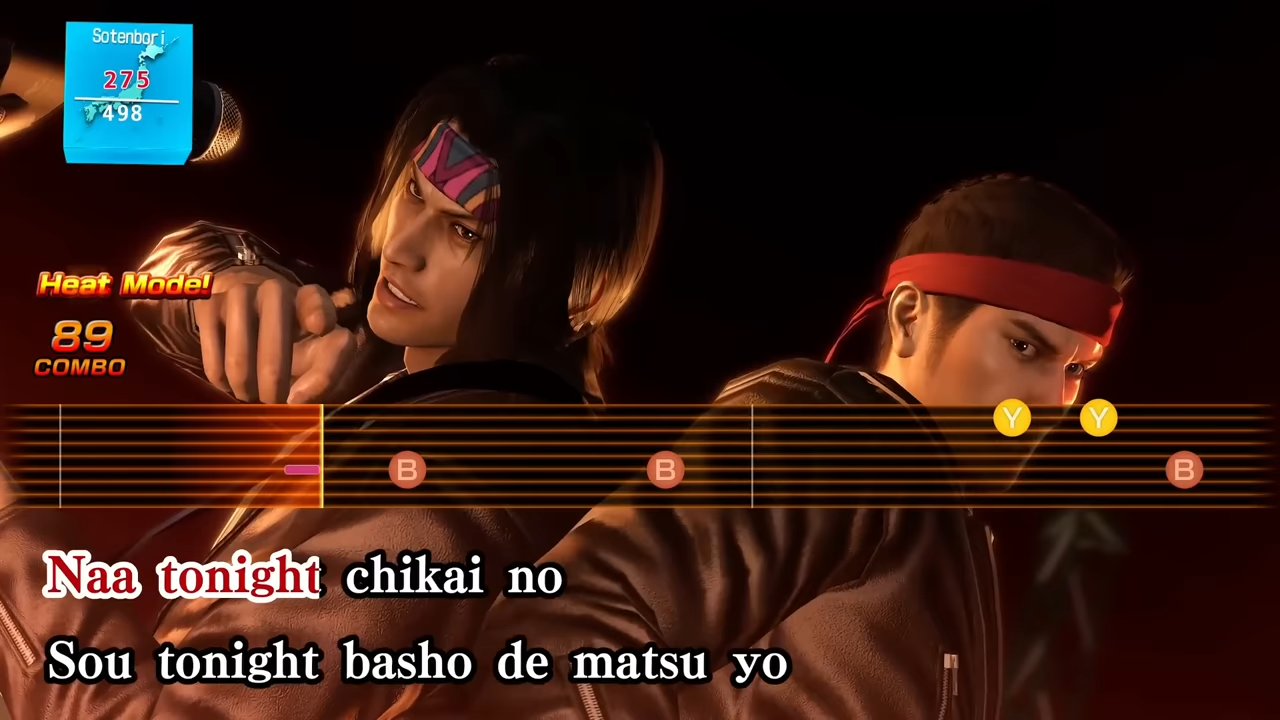 Sotenbori
275
498
Heat Mode!
89
COMBO
Y Y
B B B
Naa tonight chikai no
Sou tonight basho de matsu yo